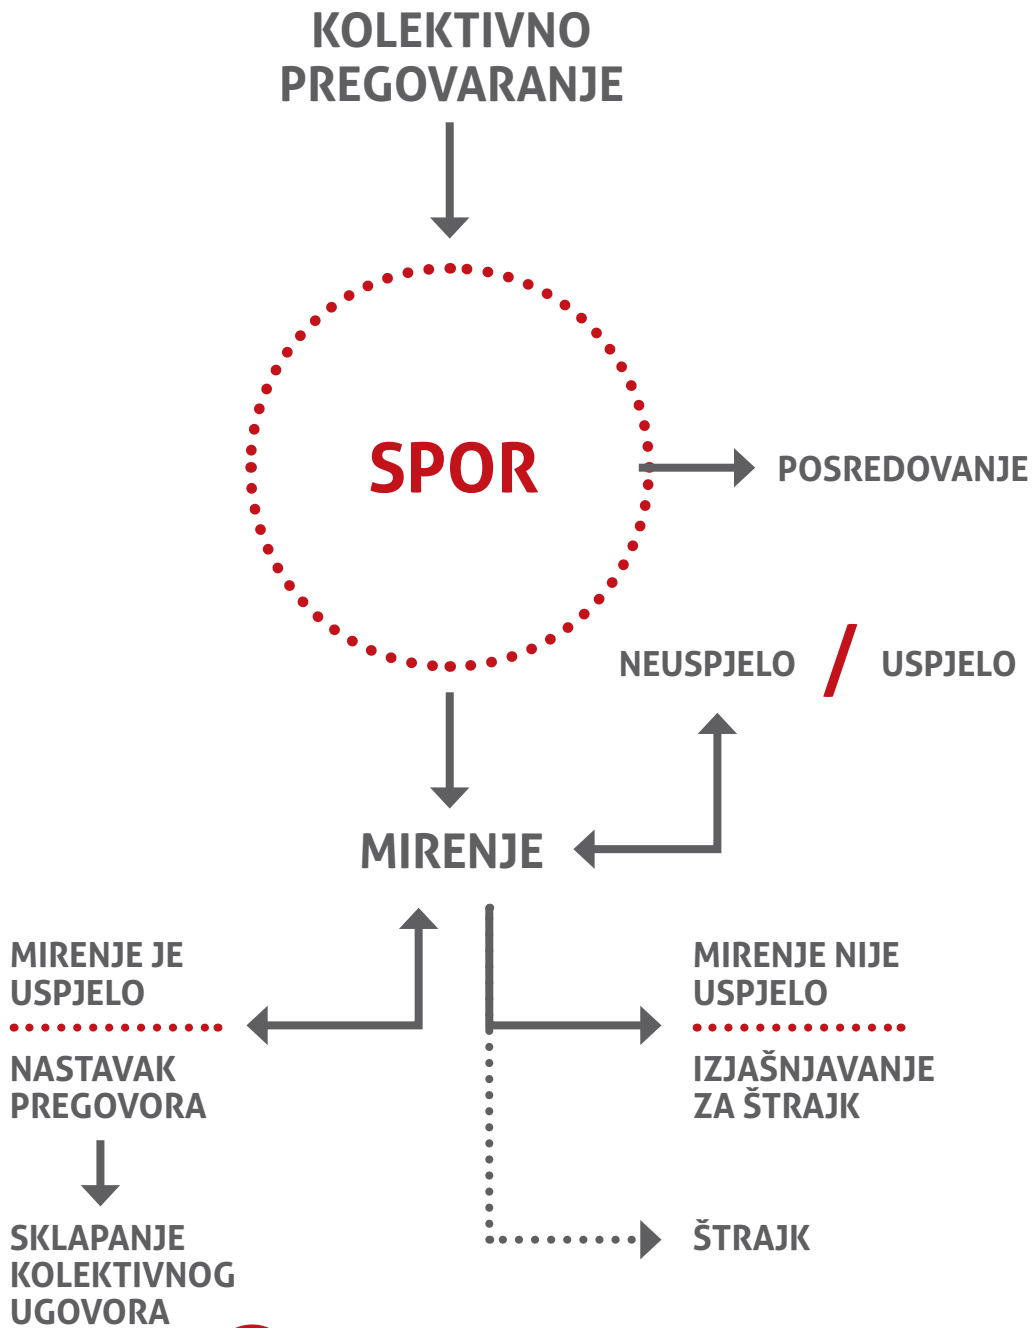 KOLEKTIVNO
PREGOVARANJE
SPOR
POSREDOVANJE
NEUSPJELO / USPJELO
MIRENJE
MIRENJE JE
USPJELO
NASTAVAK
PREGOVORA
SKLAPANJE
KOLEKTIVNOG
UGOVORA
MIRENJE NIJE
USPJELO
IZJAŠNJAVANJE
ZA ŠTRAJK
ŠTRAJK